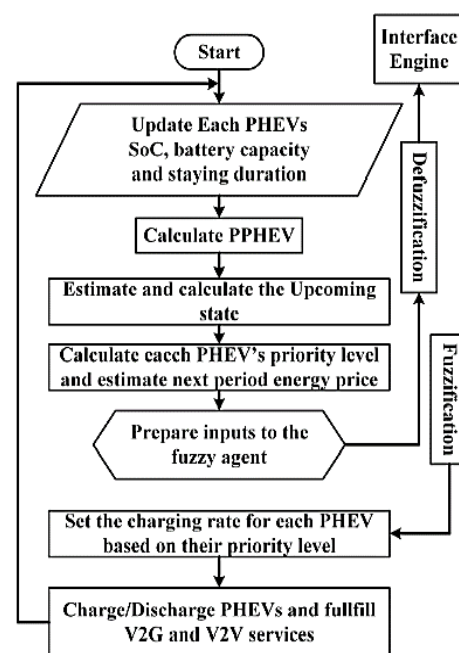 Start
Update Each PHEVs
SoC, battery capacity
and staying duration
Calculate PPHEV
Estimate and calculate the Upcoming
state
Calculate eacch PHEV's priority level
and estimate next period energy price
Prepare inputs to the
fuzzy agent
Set the charging rate for each PHEV
based on their priority level
Charge/Discharge PHEVs and fullfill
V2G and V2V services
Interface
Engine
Defuzzification
Fuzzification